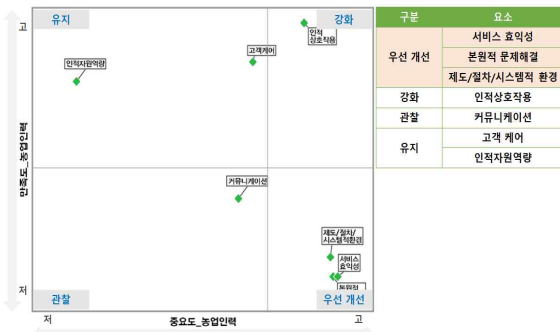 유지
강화
고
인적
상호작용
고객케어
인적자원역량
만족도_농업인력
커뮤니케이션
제도/절차/
시스템적환경
서비스
효익성
본원적
저
관찰
우선 개선
저
중요도_농업인력
고
구분 요소
우선 개선 서비스 효익성
본원적 문제해결
제도/절차/시스템적 환경
강화 인적상호작용
관찰 커뮤니케이션
유지 고객 케어
인적자원역량